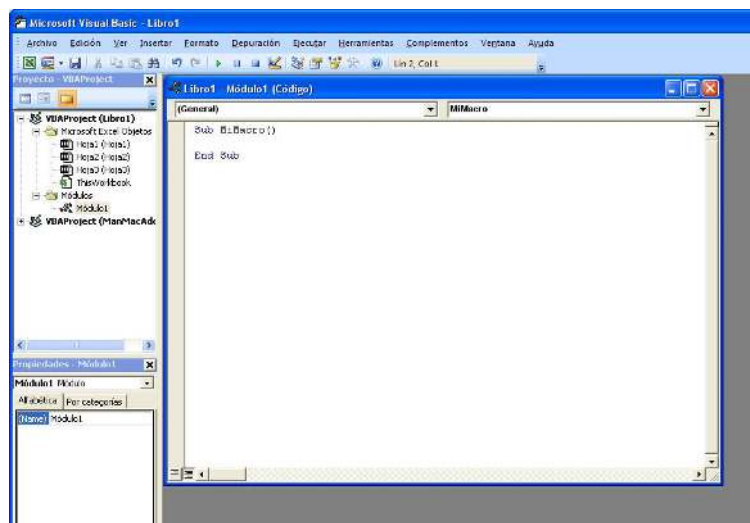 Microsoft Visual Basic - Libro1
Archivo Edición Ver Insertar Formato Depuración Ejecutar Herramientas Complementos Ventana Ayuda
Lín 2, Col 1
Proyecto - VBAProject
VBAProject (Libro1)
Microsoft Excel Objetos
Hoja1 (Hoja1)
Hoja2 (Hoja2)
Hoja3 (Hoja3)
ThisWorkbook
Módulos
Módulo1
VBAProject (ManMacAde
Propiedades - Módulo1
Módulo1 Módulo
Alfabética Por categorías
(Name) Módulo1
Libro1 - Módulo1 (Código)
(General) MiMacro
Sub MiMacro()
End Sub